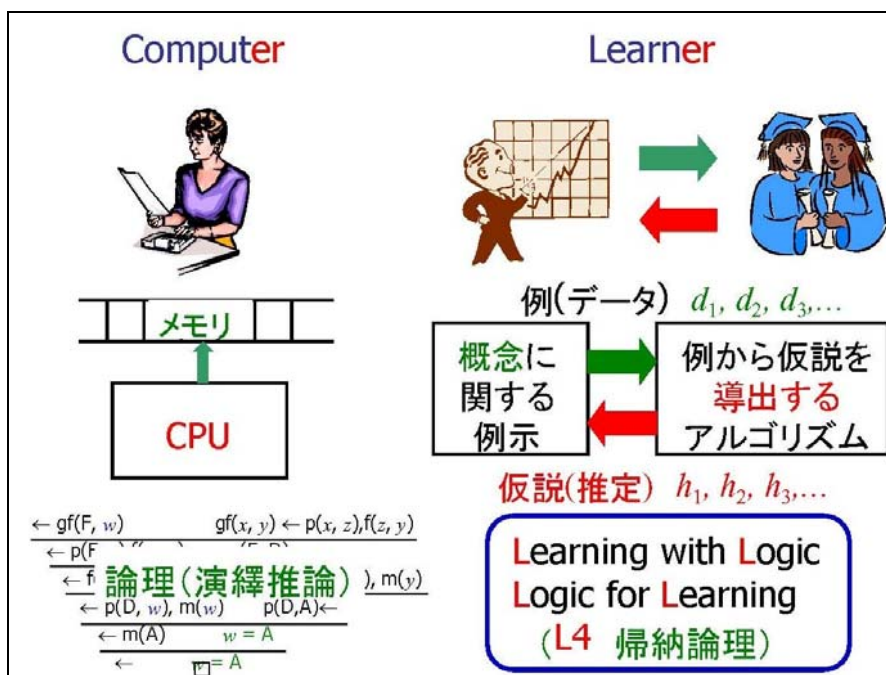 Computer
メモリ
CPU
← gf(F, w) gf(x, y) ← p(x, z),f(z, y)
← p(F
← f( ), m(y)
論理(演繹推論)
← p(D, w), m(w) p(D,A)←
← m(A) w = A
← w = A
Learner
例(データ) d₁, d₂, d₃,...
概念に
関する
例示
例から仮説を
導出する
アルゴリズム
仮説(推定) h₁, h₂, h₃,...
Learning with Logic
Logic for Learning
(L4 帰納論理)